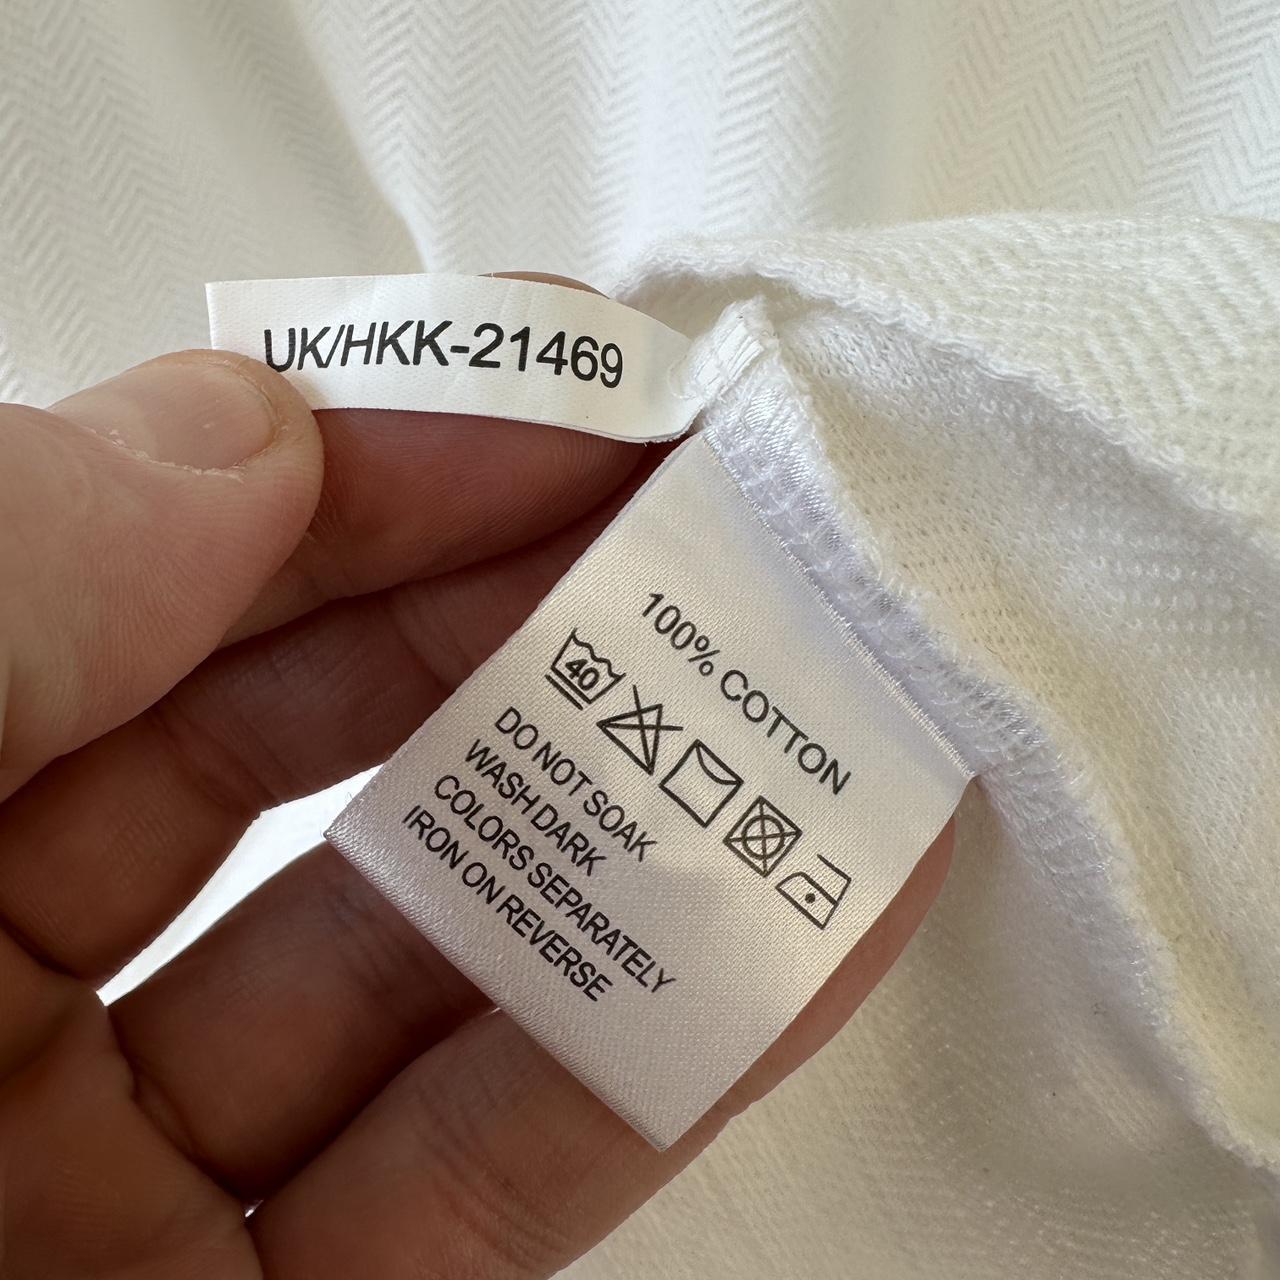 UK/HKK-21469
100% COTTON
40
DO NOT SOAK
WASH DARK
COLORS SEPARATELY
IRON ON REVERSE